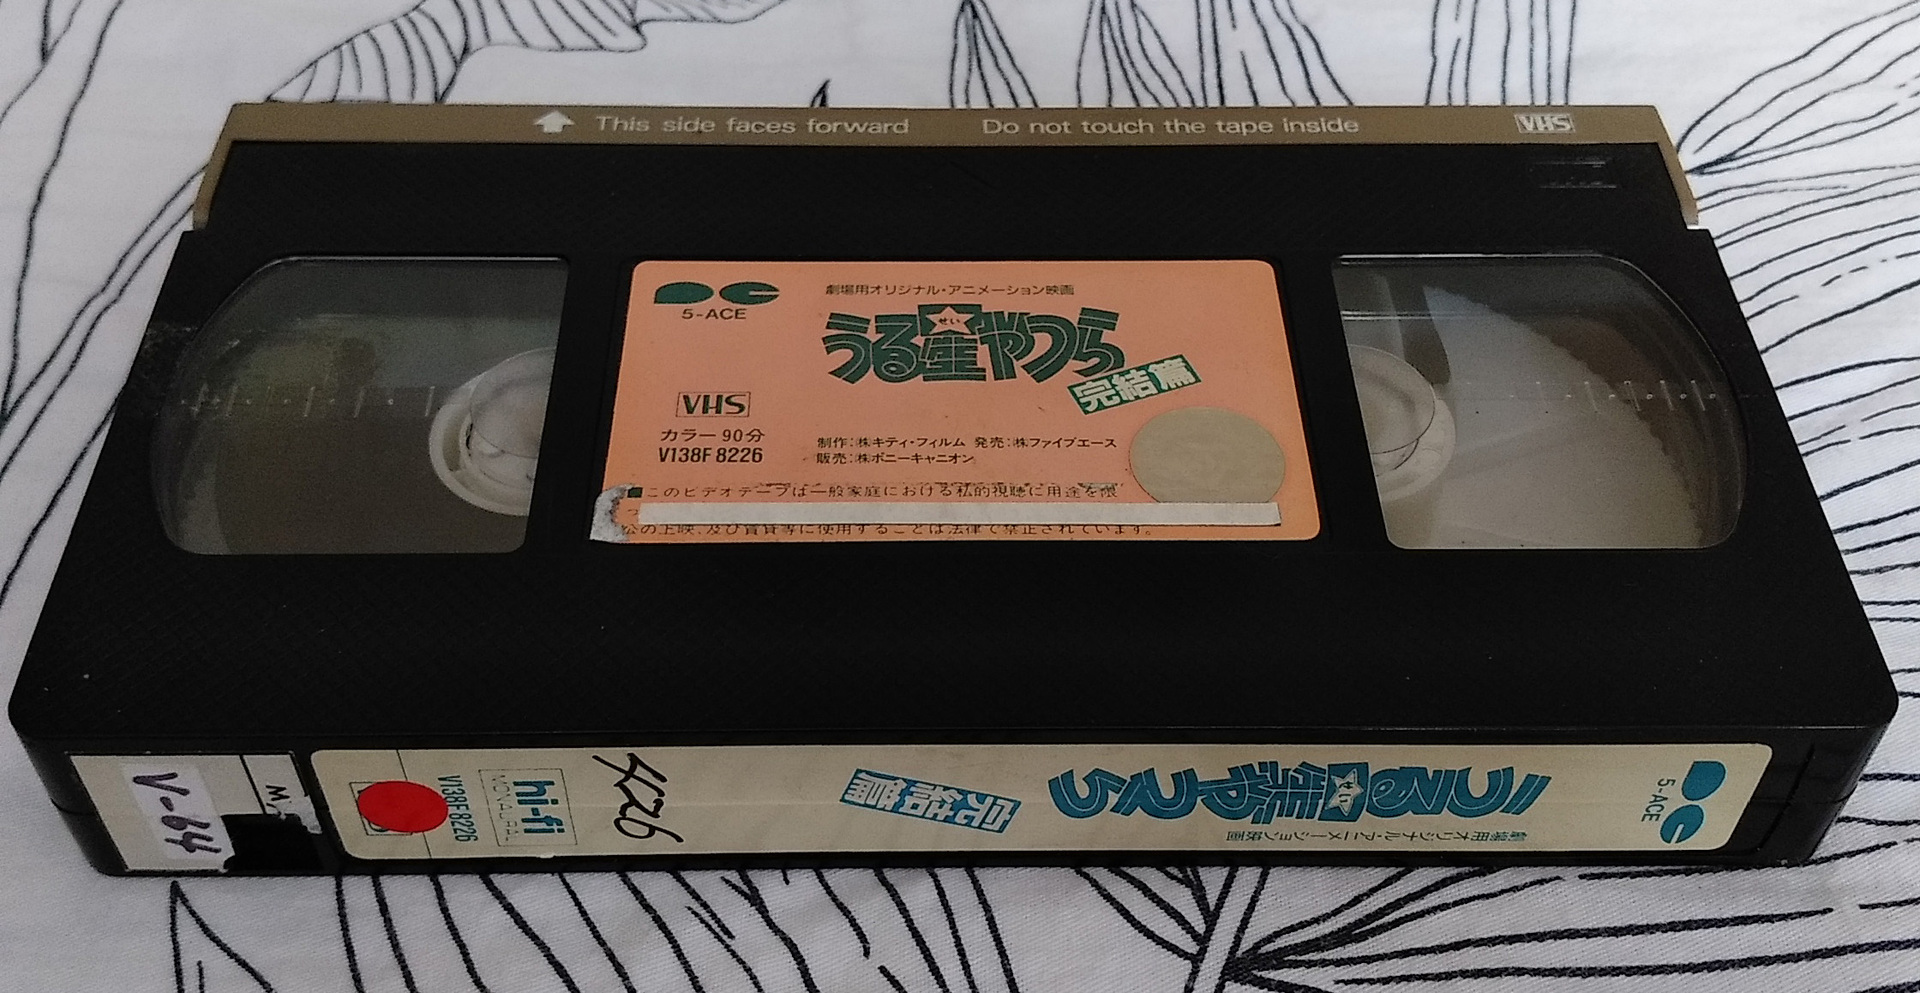 This side faces forward Do not touch the tape inside VHS
5-ACE
劇場用オリジナル・アニメーション映画
うる星やつら
せい
完結篇
VHS
カラー 90分
V138F8226
制作:㈱キティ・フィルム 発売:㈱ファイブエース
販売:㈱ポニーキャニオン
■このビデオテープは一般家庭における私的視聴に用途を限
公の上映、及び賃貸等に使用することは法律で禁止されています。
V-64
M
V138F8226
hi-fi
MONAURAL
426
完結篇
うる星やつら
せい
劇場用オリジナル・アニメーション映画
5-ACE